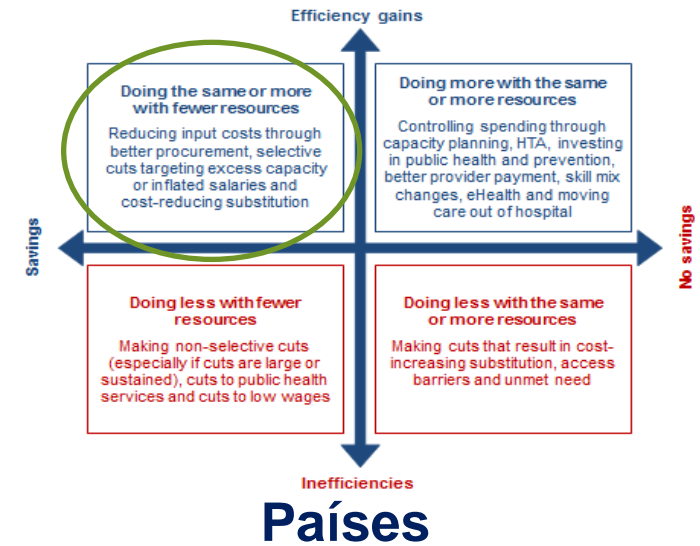 Efficiency gains
Doing the same or more
with fewer resources
Reducing input costs through
better procurement, selective
cuts targeting excess capacity
or inflated salaries and
cost-reducing substitution
Doing more with the same
or more resources
Controlling spending through
capacity planning, HTA, investing
in public health and prevention,
better provider payment, skill mix
changes, eHealth and moving
care out of hospital
Savings
No savings
Doing less with fewer
resources
Making non-selective cuts
(especially if cuts are large or
sustained), cuts to public health
services and cuts to low wages
Doing less with the same
or more resources
Making cuts that result in cost-
increasing substitution, access
barriers and unmet need
Inefficiencies
Países